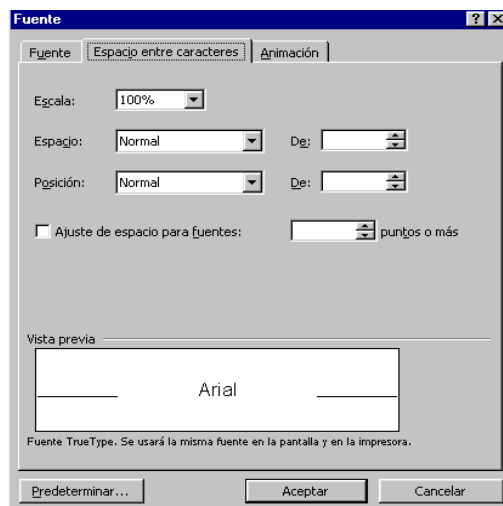 Fuente
Fuente Espacio entre caracteres Animación
Escala: 100%
Espacio: Normal De:
Posición: Normal De:
Ajuste de espacio para fuentes: puntos o más
Vista previa
Arial
Fuente TrueType. Se usará la misma fuente en la pantalla y en la impresora.
Predeterminar... Aceptar Cancelar